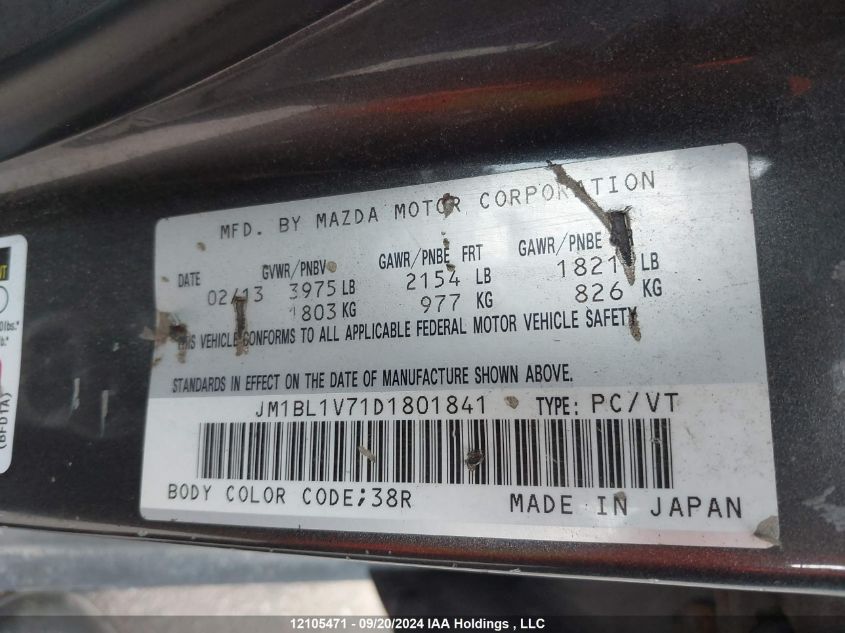 MFD. BY MAZDA MOTOR CORPORATION
DATE GVWR/PNBV GAWR/PNBE FRT GAWR/PNBE
02/13 3975 LB 2154 LB 1821 LB
1803 KG 977 KG 826 KG
THIS VEHICLE CONFORMS TO ALL APPLICABLE FEDERAL MOTOR VEHICLE SAFETY
STANDARDS IN EFFECT ON THE DATE OF MANUFACTURE SHOWN ABOVE.
JM1BL1V71D1801841 TYPE: PC/VT
BODY COLOR CODE;38R MADE IN JAPAN
(BFD1A)
12105471 - 09/20/2024 IAA Holdings , LLC